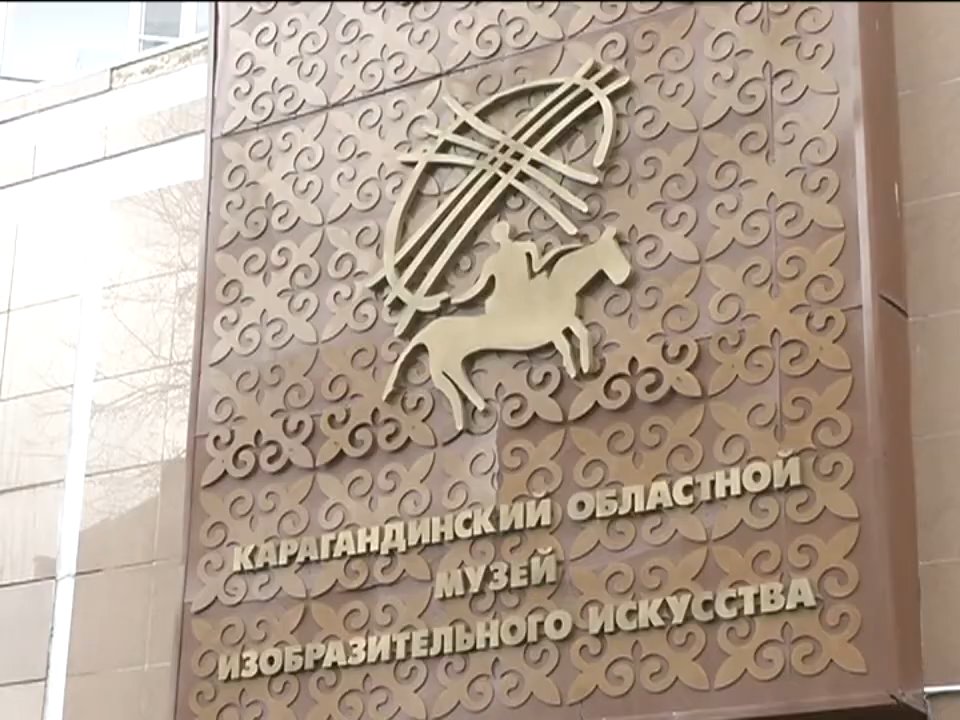 КАРАГАНДИНСКИЙ ОБЛАСТНОЙ
МУЗЕЙ
ИЗОБРАЗИТЕЛЬНОГО ИСКУССТВА